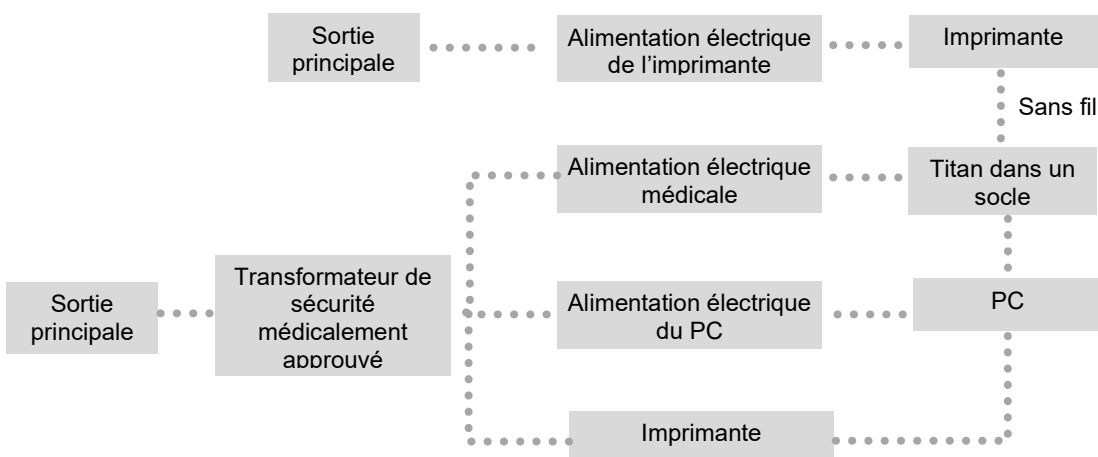 Sortie
principale
Alimentation électrique
de l'imprimante
Imprimante
Sans fil
Alimentation électrique
médicale
Titan dans un
socle
Sortie
principale
Transformateur de
sécurité
médicalement
approuvé
Alimentation électrique
du PC
PC
Imprimante